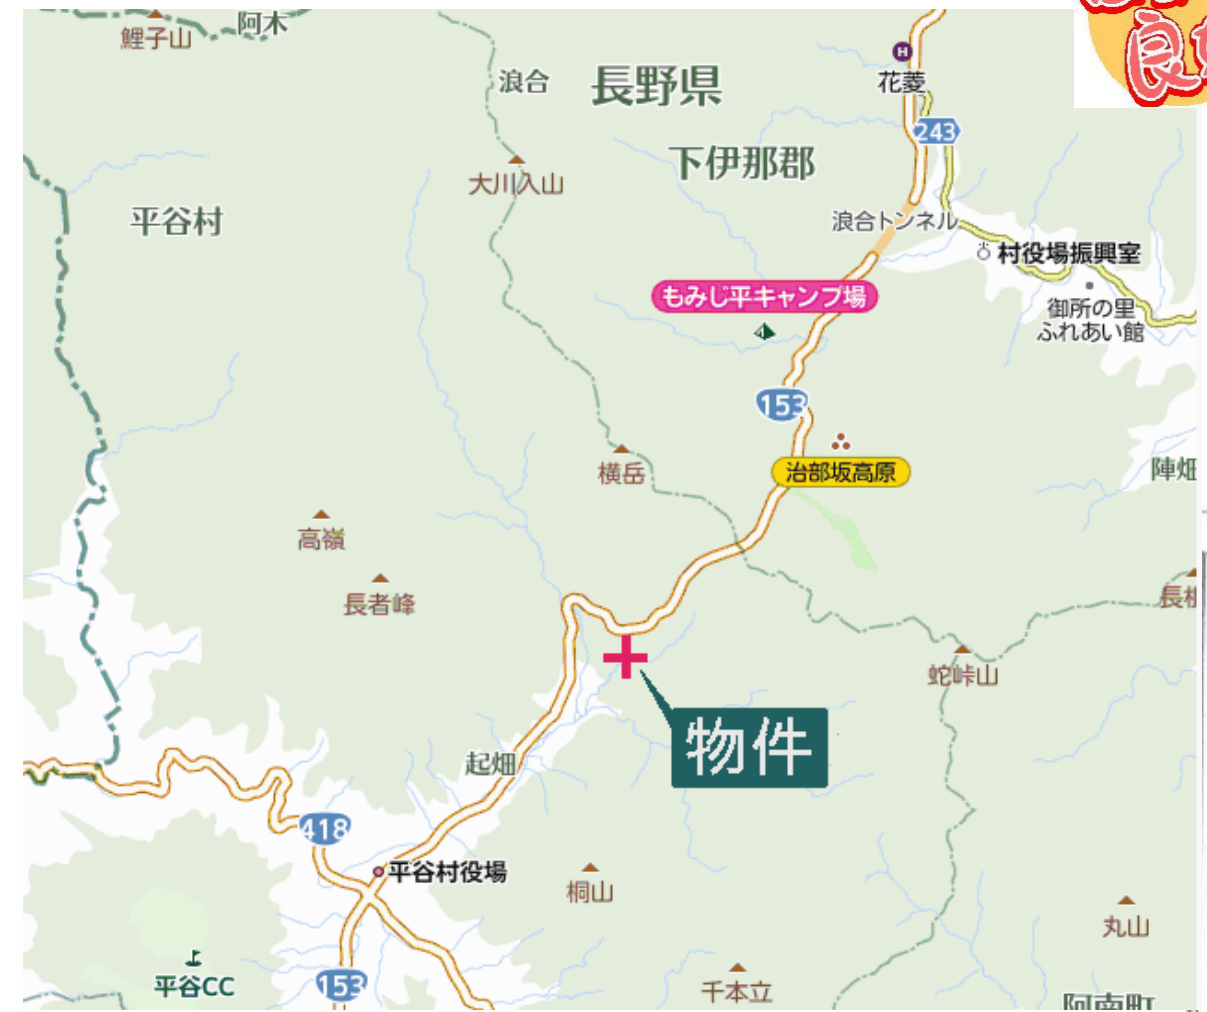 阿木
鯉子山
良
浪合
長野県
花菱
243
下伊那郡
大川入山
平谷村
浪合トンネル
村役場振興室
もみじ平キャンプ場
御所の里
ふれあい館
153
横岳
治部坂高原
陣畑
高嶺
長者峰
長根
蛇峠山
物件
起畑
418
平谷村役場
桐山
丸山
平谷CC
153
千本立
阿南町